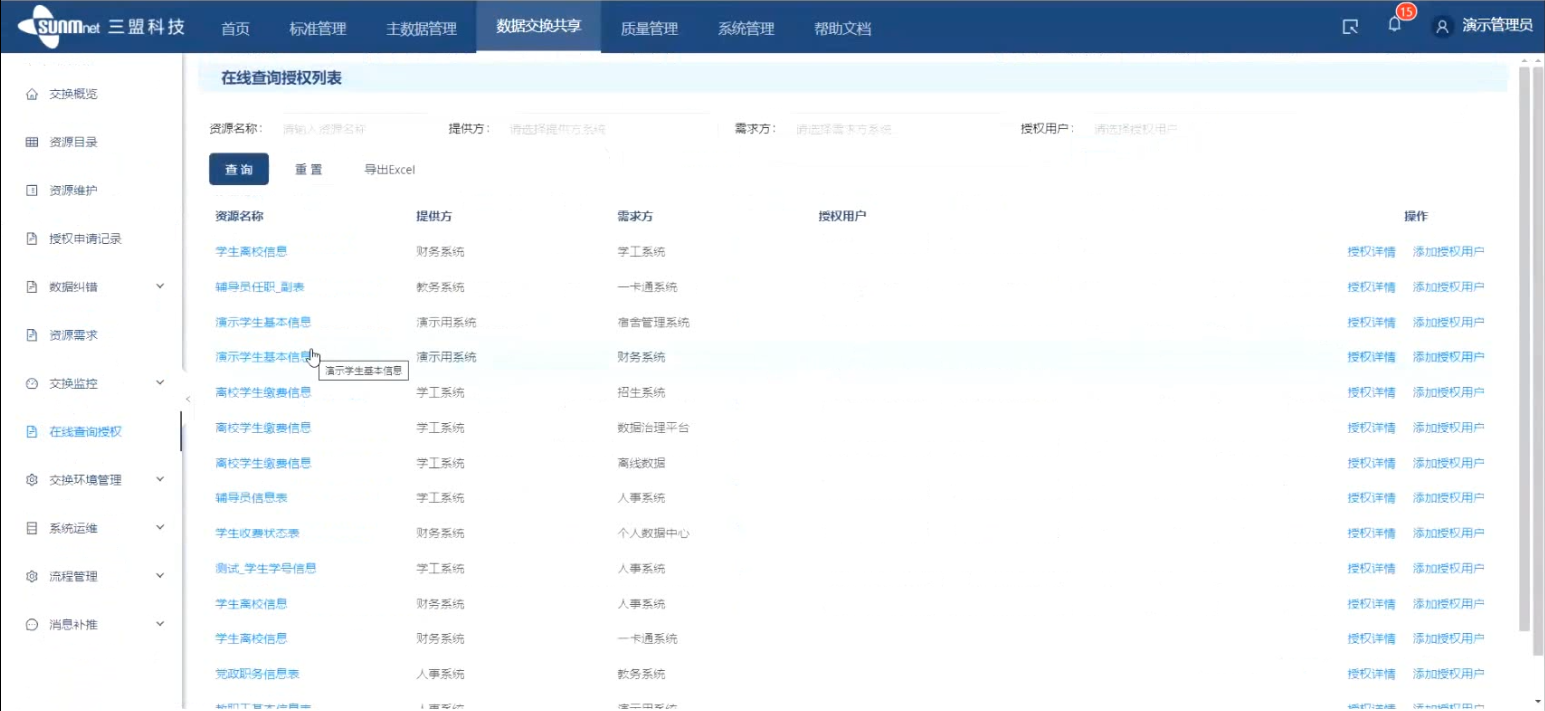 sunmnet 三盟科技 首页 标准管理 主数据管理 数据交换共享 质量管理 系统管理 帮助文档 15 演示管理员
交换概览
资源目录
资源维护
授权申请记录
数据纠错
资源需求
交换监控
在线查询授权
交换环境管理
系统运维
流程管理
消息补推
在线查询授权列表
资源名称： 请输入资源名称 提供方： 请选择提供方系统 需求方： 请选择需求方系统 授权用户： 请选择授权用户
查询 重置 导出Excel
资源名称 提供方 需求方 授权用户 操作
学生离校信息 财务系统 学工系统 授权详情 添加授权用户
辅导员任职_副表 教务系统 一卡通系统 授权详情 添加授权用户
演示学生基本信息 演示用系统 宿舍管理系统 授权详情 添加授权用户
演示学生基本信息 演示用系统 财务系统 授权详情 添加授权用户
演示学生基本信息
离校学生缴费信息 学工系统 招生系统 授权详情 添加授权用户
离校学生缴费信息 学工系统 数据治理平台 授权详情 添加授权用户
离校学生缴费信息 学工系统 离线数据 授权详情 添加授权用户
辅导员信息表 学工系统 人事系统 授权详情 添加授权用户
学生收费状态表 财务系统 个人数据中心 授权详情 添加授权用户
测试_学生学号信息 学工系统 人事系统 授权详情 添加授权用户
学生离校信息 财务系统 人事系统 授权详情 添加授权用户
学生离校信息 财务系统 一卡通系统 授权详情 添加授权用户
党政职务信息表 人事系统 教务系统 授权详情 添加授权用户
教职工基本信息表 人事系统 演示用系统 授权详情 添加授权用户